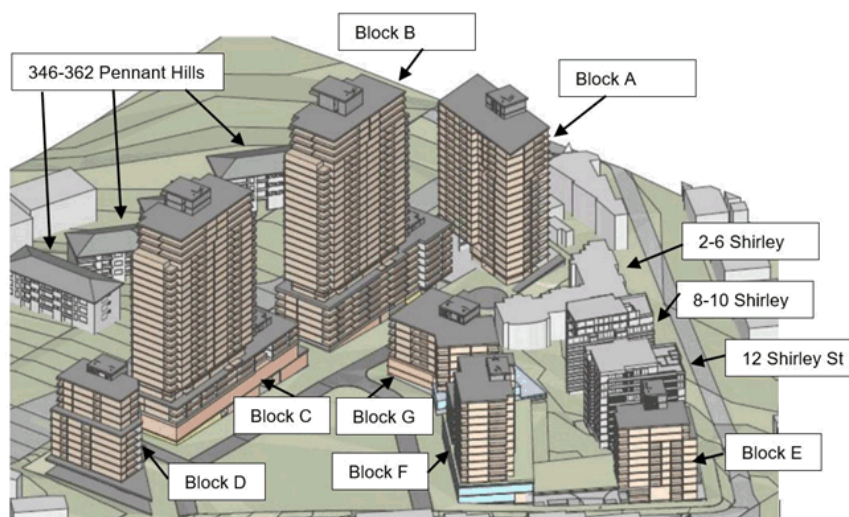 Block B
346-362 Pennant Hills
Block A
2-6 Shirley
8-10 Shirley
12 Shirley St
Block C
Block G
Block E
Block F
Block D